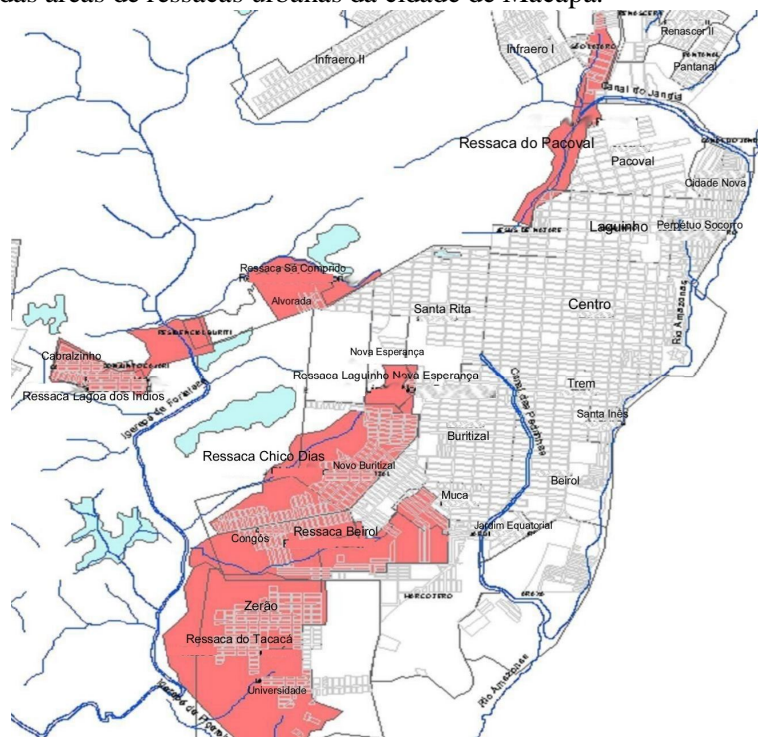 das áreas de ressacas urbanas da cidade de Macapá.
Infraero I
Renascer II
Infraero II
Pantanal
Canal do Jandiá
Ressaca do Pacoval
Pacoval
Cidade Nova
JESUS DE NAZARE
Laguinho
Perpétuo Socorro
Ressaca Sá Comprido
Alvorada
Santa Rita
Centro
Rio Amazonas
Nova Esperança
Cabralzinho
Ressaca Laguinho Nova Esperança
Trem
Ressaca Lagoa dos Índios
Santa Inês
Buritizal
Ressaca Chico Dias
Novo Buritizal
Beirol
Muca
Congós
Ressaca Beirol
Jardim Equatorial
Zerão
Ressaca do Tacacá
Universidade
Rio Amazonas